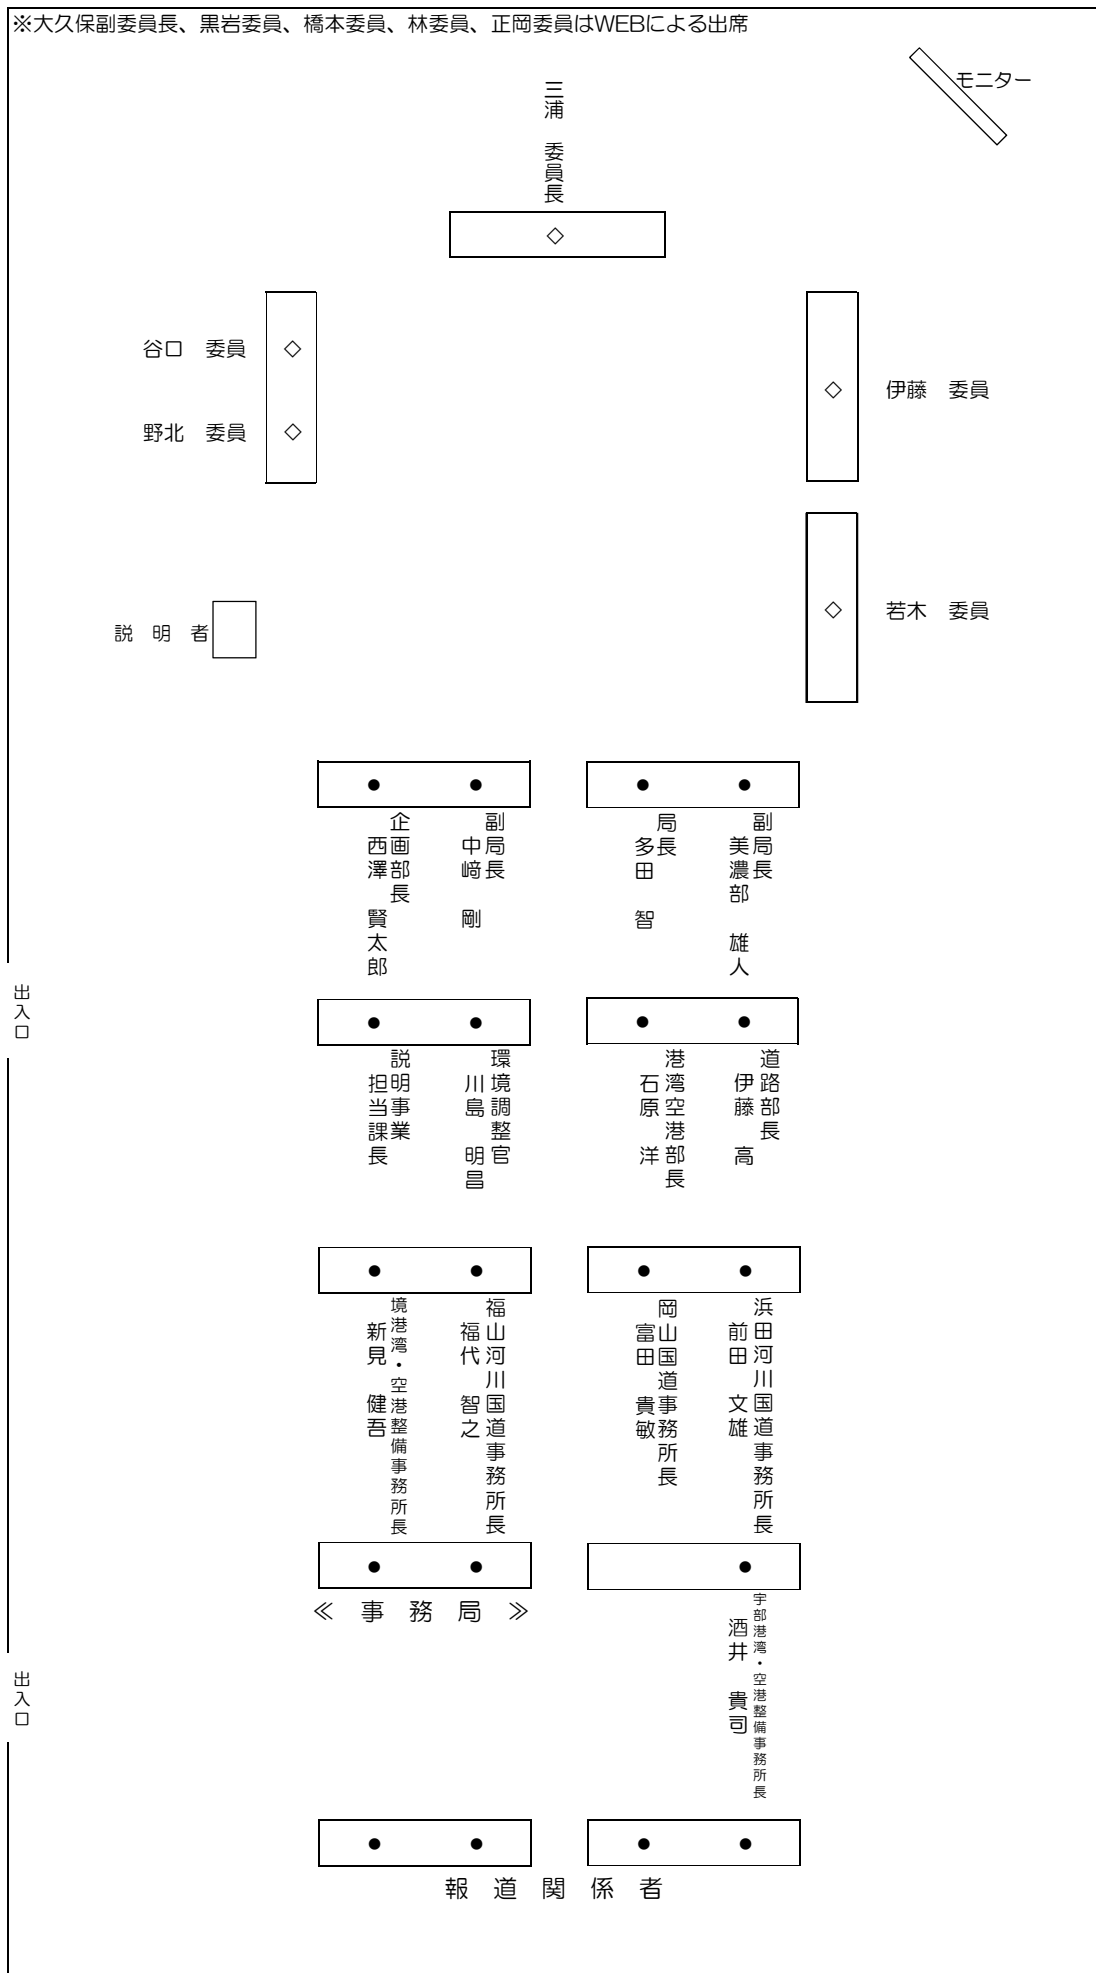 ※大久保副委員長、黒岩委員、橋本委員、林委員、正岡委員はWEBによる出席
モニター
三浦　委員長
◇
谷口　委員
◇
野北　委員
◇
◇
伊藤　委員
◇
若木　委員
説　明　者
企画部長
西澤　賢太郎
副局長
中﨑　剛
局長
多田　智
副局長
美濃部　雄人
出入口
説明事業
担当課長
環境調整官
川島　明昌
港湾空港部長
石原　洋
道路部長
伊藤　高
境港湾・空港整備事務所長
新見　健吾
福山河川国道事務所長
福代　智之
岡山国道事務所長
富田　貴敏
浜田河川国道事務所長
前田　文雄
≪　事　務　局　≫
宇部港湾・空港整備事務所長
酒井　貴司
出入口
報　道　関　係　者